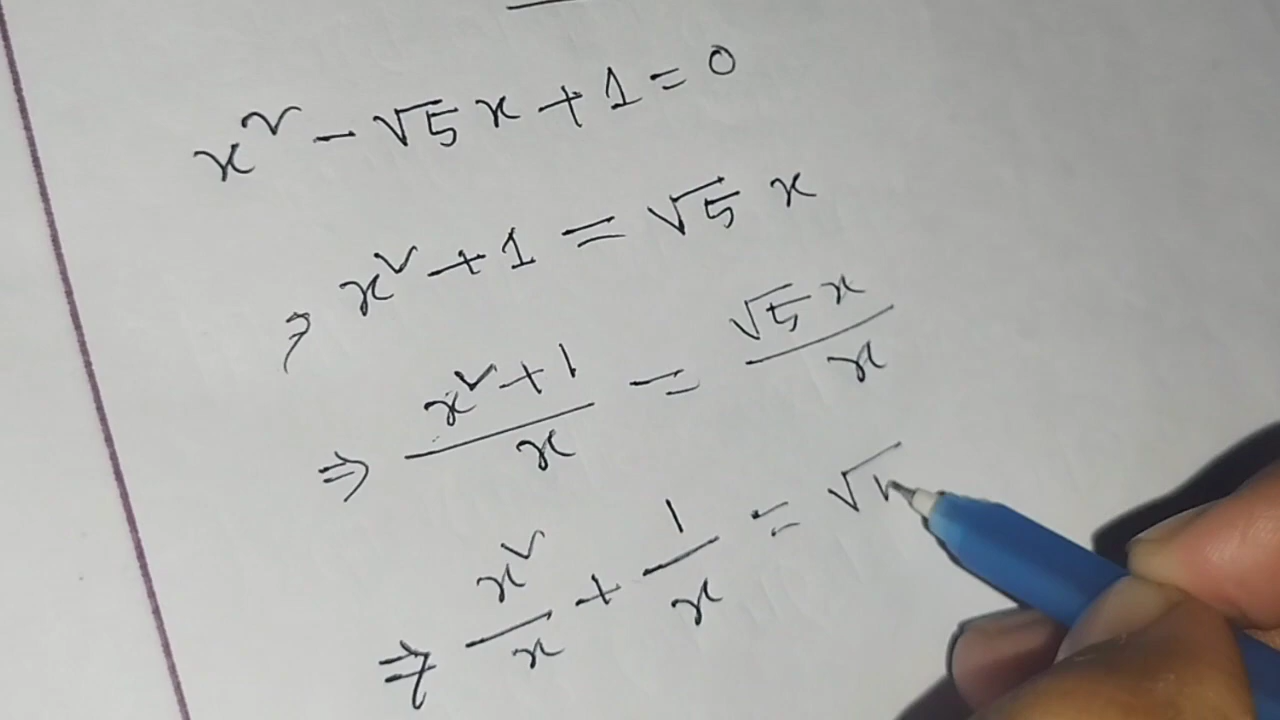 x² - √5 x + 1 = 0
⇒ x² + 1 = √5 x
⇒ (x² + 1)/x = (√5 x)/x
⇒ x²/x + 1/x = √